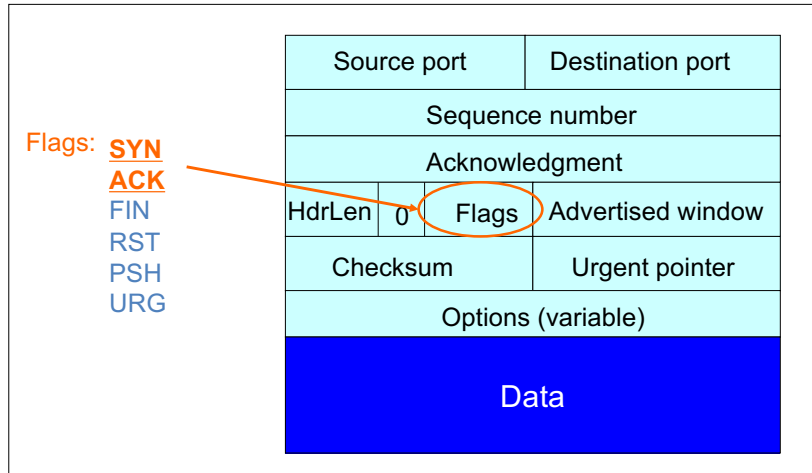 Source port Destination port
Sequence number
Flags: SYN
Acknowledgment
ACK
FIN
HdrLen 0 Flags Advertised window
RST
PSH
Checksum Urgent pointer
URG
Options (variable)
Data